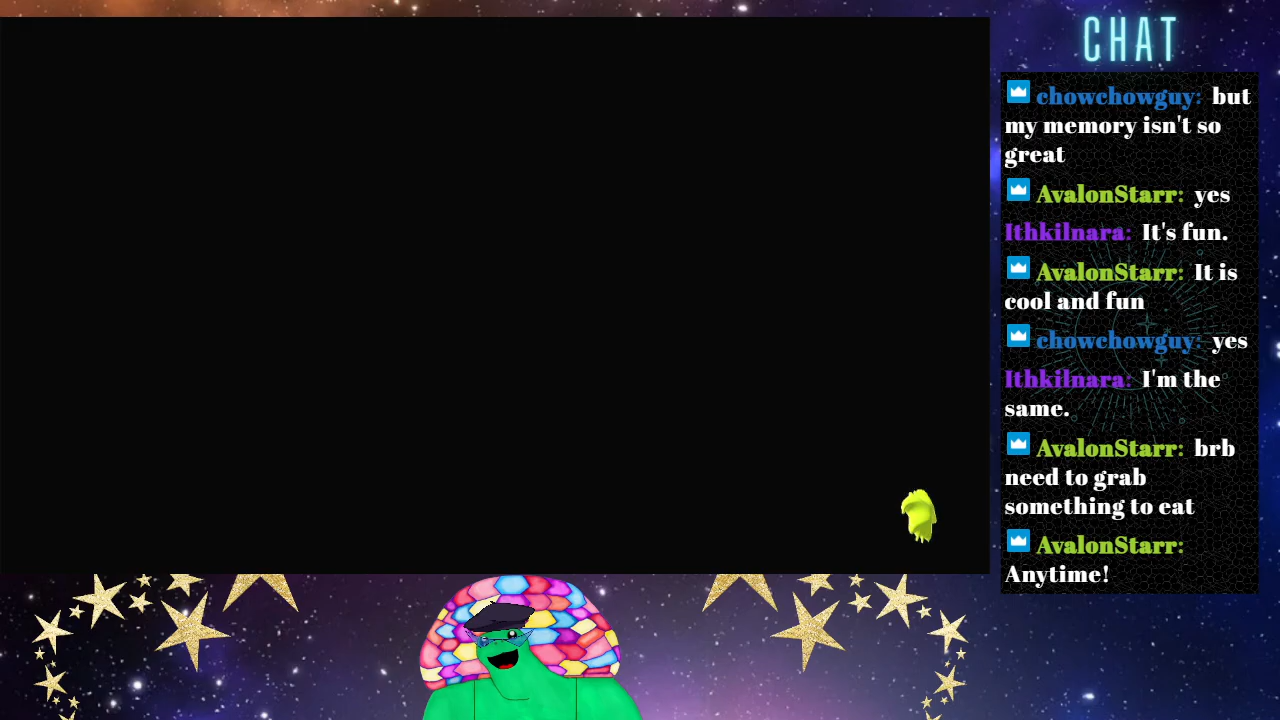 CHAT
chowchowguy: but
my memory isn't so
great
AvalonStarr: yes
Ithkilnara: It's fun.
AvalonStarr: It is
cool and fun
chowchowguy: yes
Ithkilnara: I'm the
same.
AvalonStarr: brb
need to grab
something to eat
AvalonStarr:
Anytime!